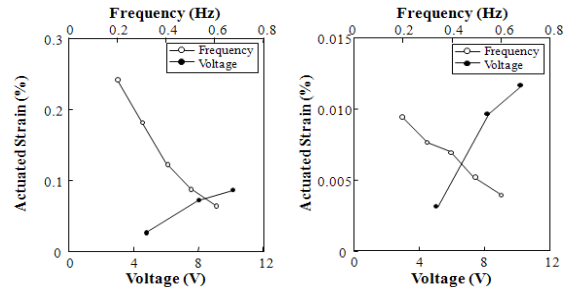 Frequency (Hz)
0 0.2 0.4 0.6 0.8
0.3
0.2
0.1
0
Actuated Strain (%)
Frequency
Voltage
0 4 8 12
Voltage (V)
Frequency (Hz)
0 0.2 0.4 0.6 0.8
0.015
0.010
0.005
0
Actuated Strain (%)
Frequency
Voltage
0 4 8 12
Voltage (V)